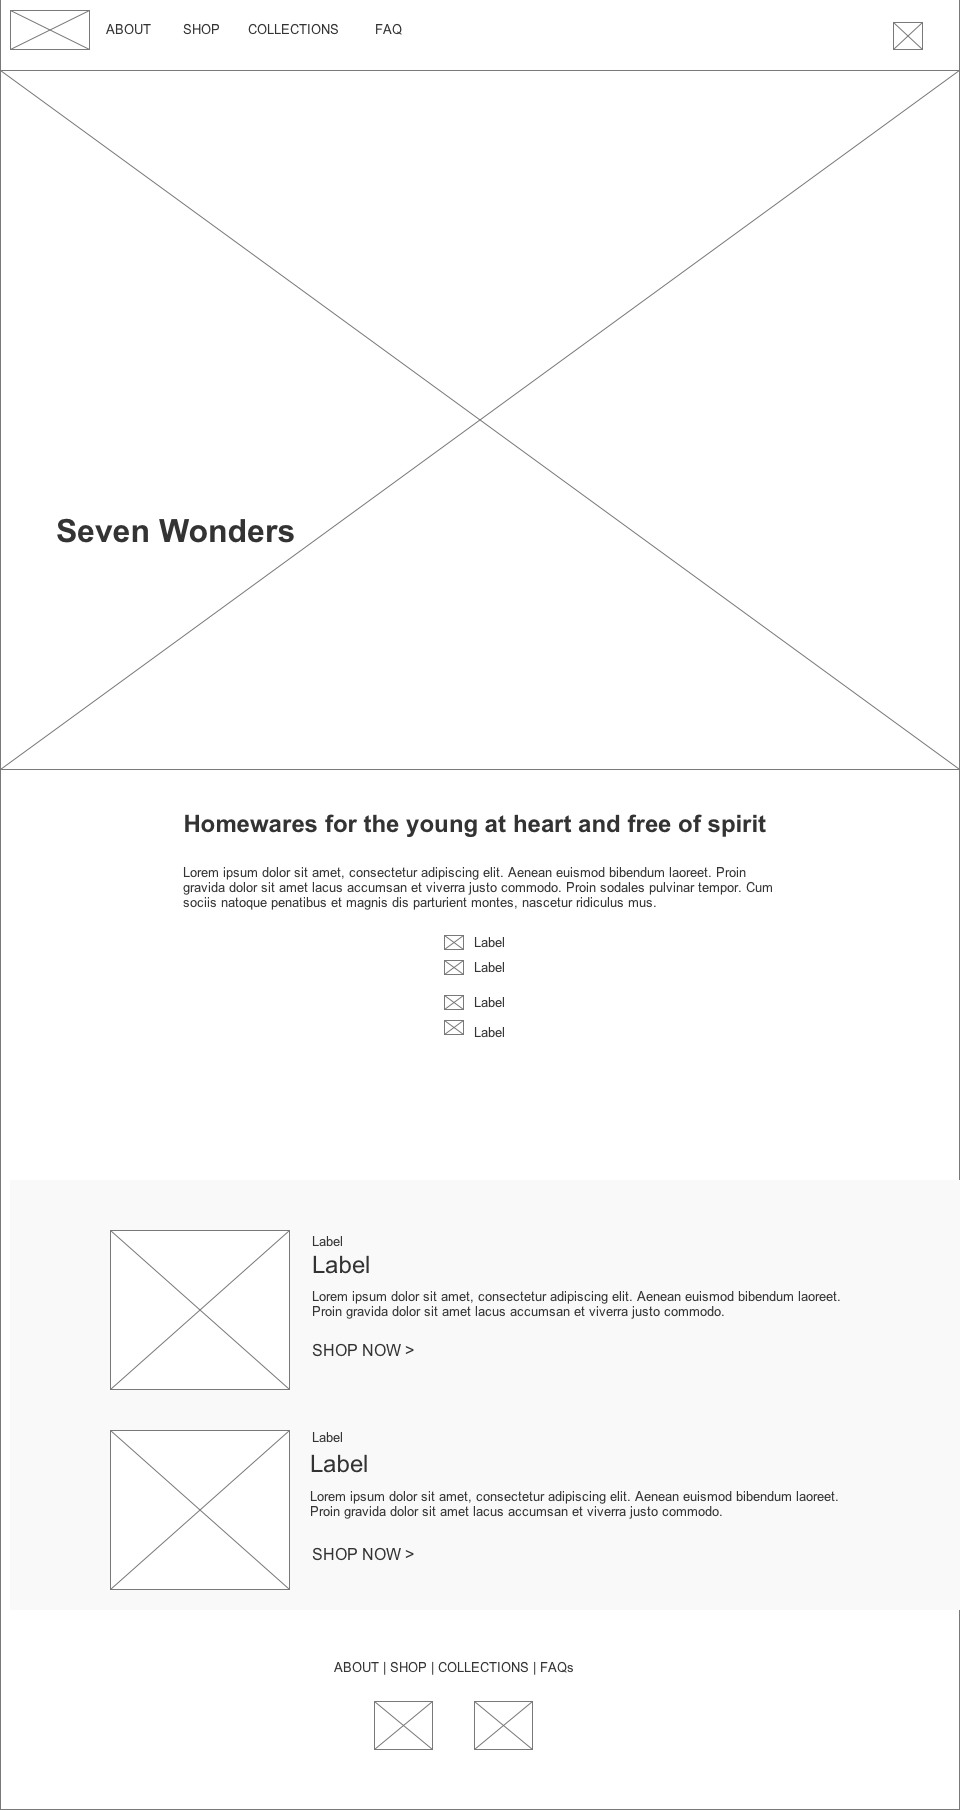 ABOUT SHOP COLLECTIONS FAQ
Seven Wonders
Homewares for the young at heart and free of spirit
Lorem ipsum dolor sit amet, consectetur adipiscing elit. Aenean euismod bibendum laoreet. Proin
gravida dolor sit amet lacus accumsan et viverra justo commodo. Proin sodales pulvinar tempor. Cum
sociis natoque penatibus et magnis dis parturient montes, nascetur ridiculus mus.
Label
Label
Label
Label
Label
Label
Lorem ipsum dolor sit amet, consectetur adipiscing elit. Aenean euismod bibendum laoreet.
Proin gravida dolor sit amet lacus accumsan et viverra justo commodo.
SHOP NOW >
Label
Label
Lorem ipsum dolor sit amet, consectetur adipiscing elit. Aenean euismod bibendum laoreet.
Proin gravida dolor sit amet lacus accumsan et viverra justo commodo.
SHOP NOW >
ABOUT | SHOP | COLLECTIONS | FAQs